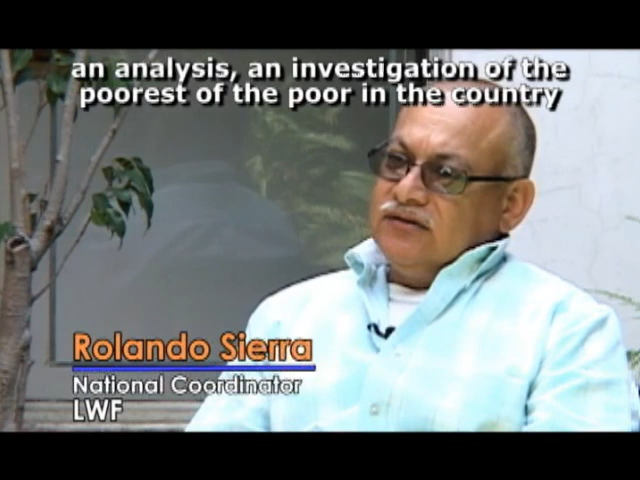 an analysis, an investigation of the
poorest of the poor in the country
Rolando Sierra
National Coordinator
LWF